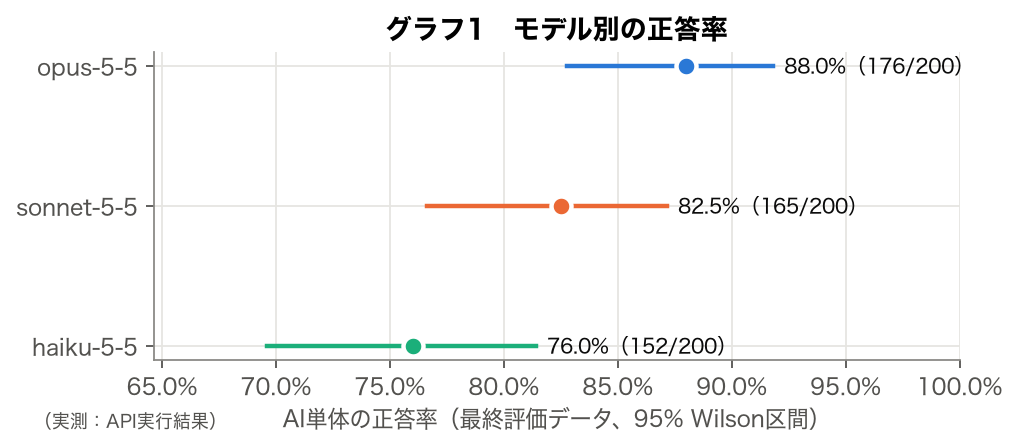 グラフ1　モデル別の正答率
opus-5-5
88.0%（176/200）
sonnet-5-5
82.5%（165/200）
haiku-5-5
76.0%（152/200）
65.0% 70.0% 75.0% 80.0% 85.0% 90.0% 95.0% 100.0%
（実測：API実行結果）
AI単体の正答率（最終評価データ、95% Wilson区間）